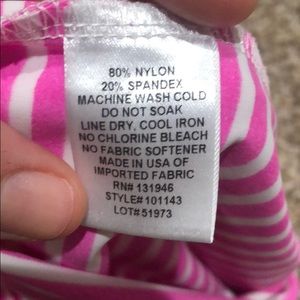 80% NYLON
20% SPANDEX
MACHINE WASH COLD
DO NOT SOAK
LINE DRY, COOL IRON
NO CHLORINE BLEACH
NO FABRIC SOFTENER
MADE IN USA OF
IMPORTED FABRIC
RN# 131946
STYLE#101143
LOT#51973